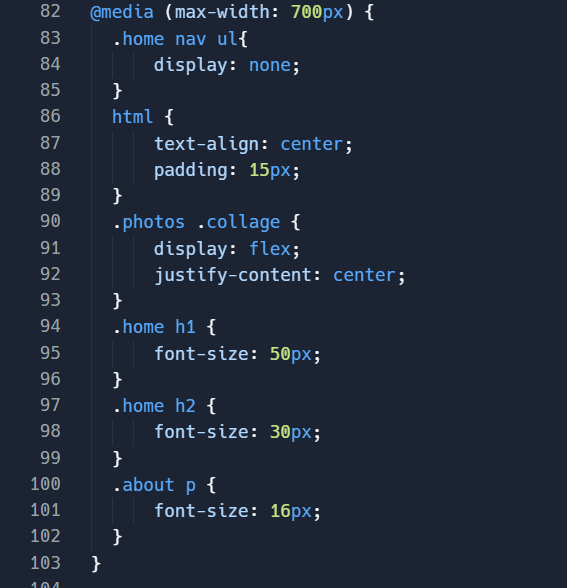 82 @media (max-width: 700px) {
83 .home nav ul{
84 display: none;
85 }
86 html {
87 text-align: center;
88 padding: 15px;
89 }
90 .photos .collage {
91 display: flex;
92 justify-content: center;
93 }
94 .home h1 {
95 font-size: 50px;
96 }
97 .home h2 {
98 font-size: 30px;
99 }
100 .about p {
101 font-size: 16px;
102 }
103 }